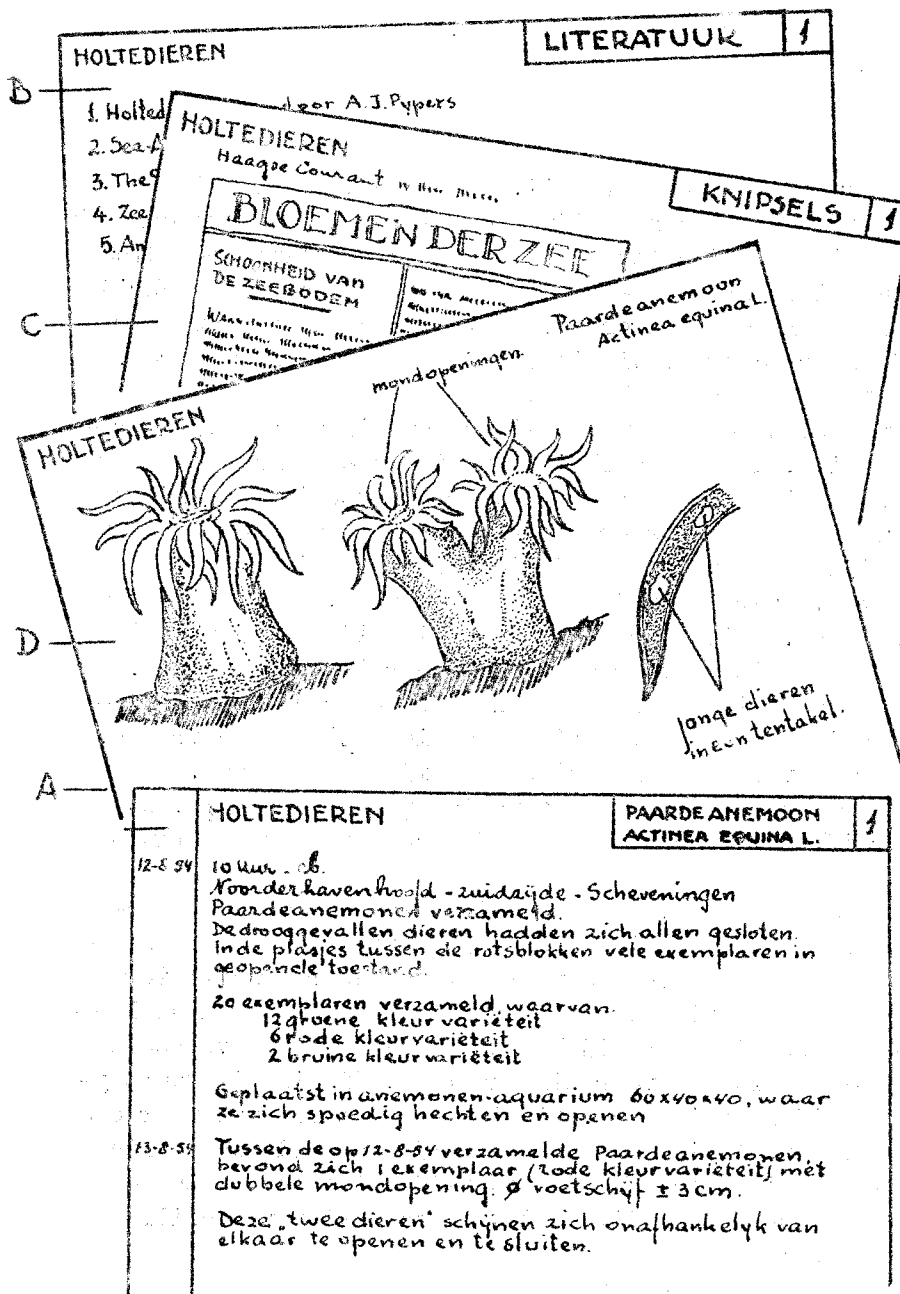 HOLTEDIEREN
LITERATUUR
1
B
1. Holted door A.J. Pypers
2. Sea-A
3. The
4. Zee
5. An
HOLTEDIEREN
Haagse Courant
KNIPSELS
1
BLOEMEN DER ZEE
SCHOONHEID VAN
DE ZEEBODEM
C
Paardeanemoon
Actinea equina L.
mondopeningen
HOLTEDIEREN
D
Jonge dieren
in een tentakel.
A
HOLTEDIEREN
PAARDEANEMOON
ACTINEA EQUINA L.
1
12-8-54
10 uur
Noorderhavenhoofd - zuidzijde - Scheveningen
Paardeanemonen verzameld.
De drooggevallen dieren hadden zich allen gesloten.
In de plasjes tussen de rotsblokken vele exemplaren in
geopende toestand.
20 exemplaren verzameld, waarvan
12 groene kleurvariëteit
6 rode kleurvariëteit
2 bruine kleurvariëteit
Geplaatst in anemonen-aquarium 60x40x40, waar
ze zich spoedig hechten en openen
13-8-54
Tussen de op 12-8-54 verzamelde Paardeanemonen,
bevond zich 1 exemplaar (rode kleurvariëteit) met
dubbele mondopening. ø voetschijf ± 3 cm.
Deze „twee dieren" schijnen zich onafhankelyk van
elkaar te openen en te sluiten.